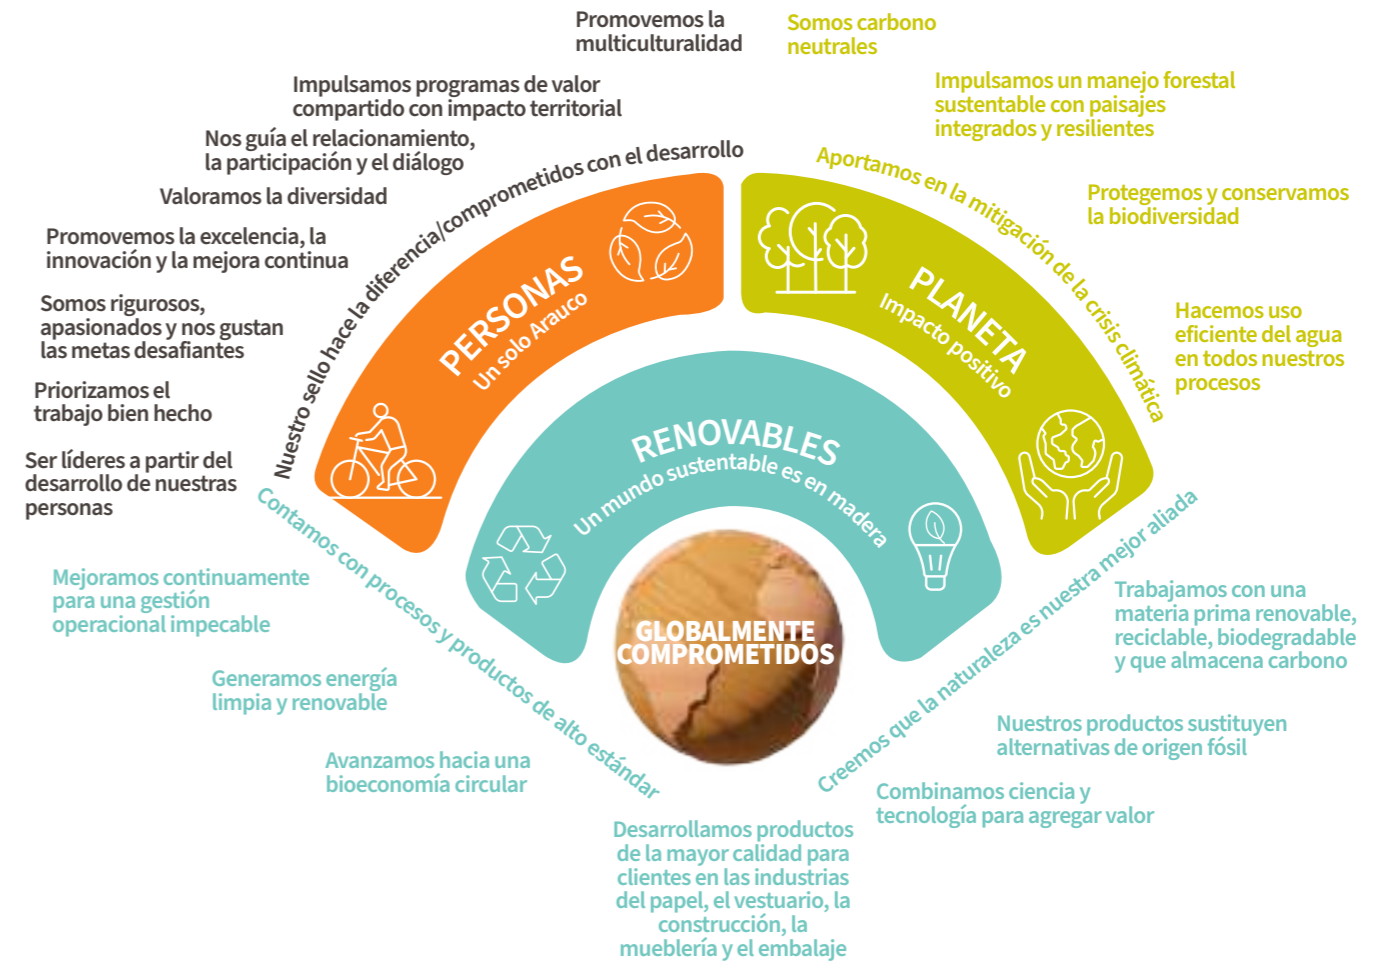 Promovemos la
multiculturalidad
Somos carbono
neutrales
Impulsamos programas de valor
compartido con impacto territorial
Impulsamos un manejo forestal
sustentable con paisajes
integrados y resilientes
Nos guía el relacionamiento,
la participación y el diálogo
Valoramos la diversidad
Protegemos y conservamos
la biodiversidad
Promovemos la excelencia, la
innovación y la mejora continua
Somos rigurosos,
apasionados y nos gustan
las metas desafiantes
Hacemos uso
eficiente del agua
en todos nuestros
procesos
Priorizamos el
trabajo bien hecho
Ser líderes a partir del
desarrollo de nuestras
personas
Nuestro sello hace la diferencia/comprometidos con el desarrollo
Aportamos en la mitigación de la crisis climática
PERSONAS
Un solo Arauco
PLANETA
Impacto positivo
RENOVABLES
Un mundo sustentable es en madera
GLOBALMENTE
COMPROMETIDOS
Contamos con procesos y productos de alto estándar
Creemos que la naturaleza es nuestra mejor aliada
Mejoramos continuamente
para una gestión
operacional impecable
Generamos energía
limpia y renovable
Avanzamos hacia una
bioeconomía circular
Desarrollamos productos
de la mayor calidad para
clientes en las industrias
del papel, el vestuario, la
construcción, la
mueblería y el embalaje
Trabajamos con una
materia prima renovable,
reciclable, biodegradable
y que almacena carbono
Nuestros productos sustituyen
alternativas de origen fósil
Combinamos ciencia y
tecnología para agregar valor